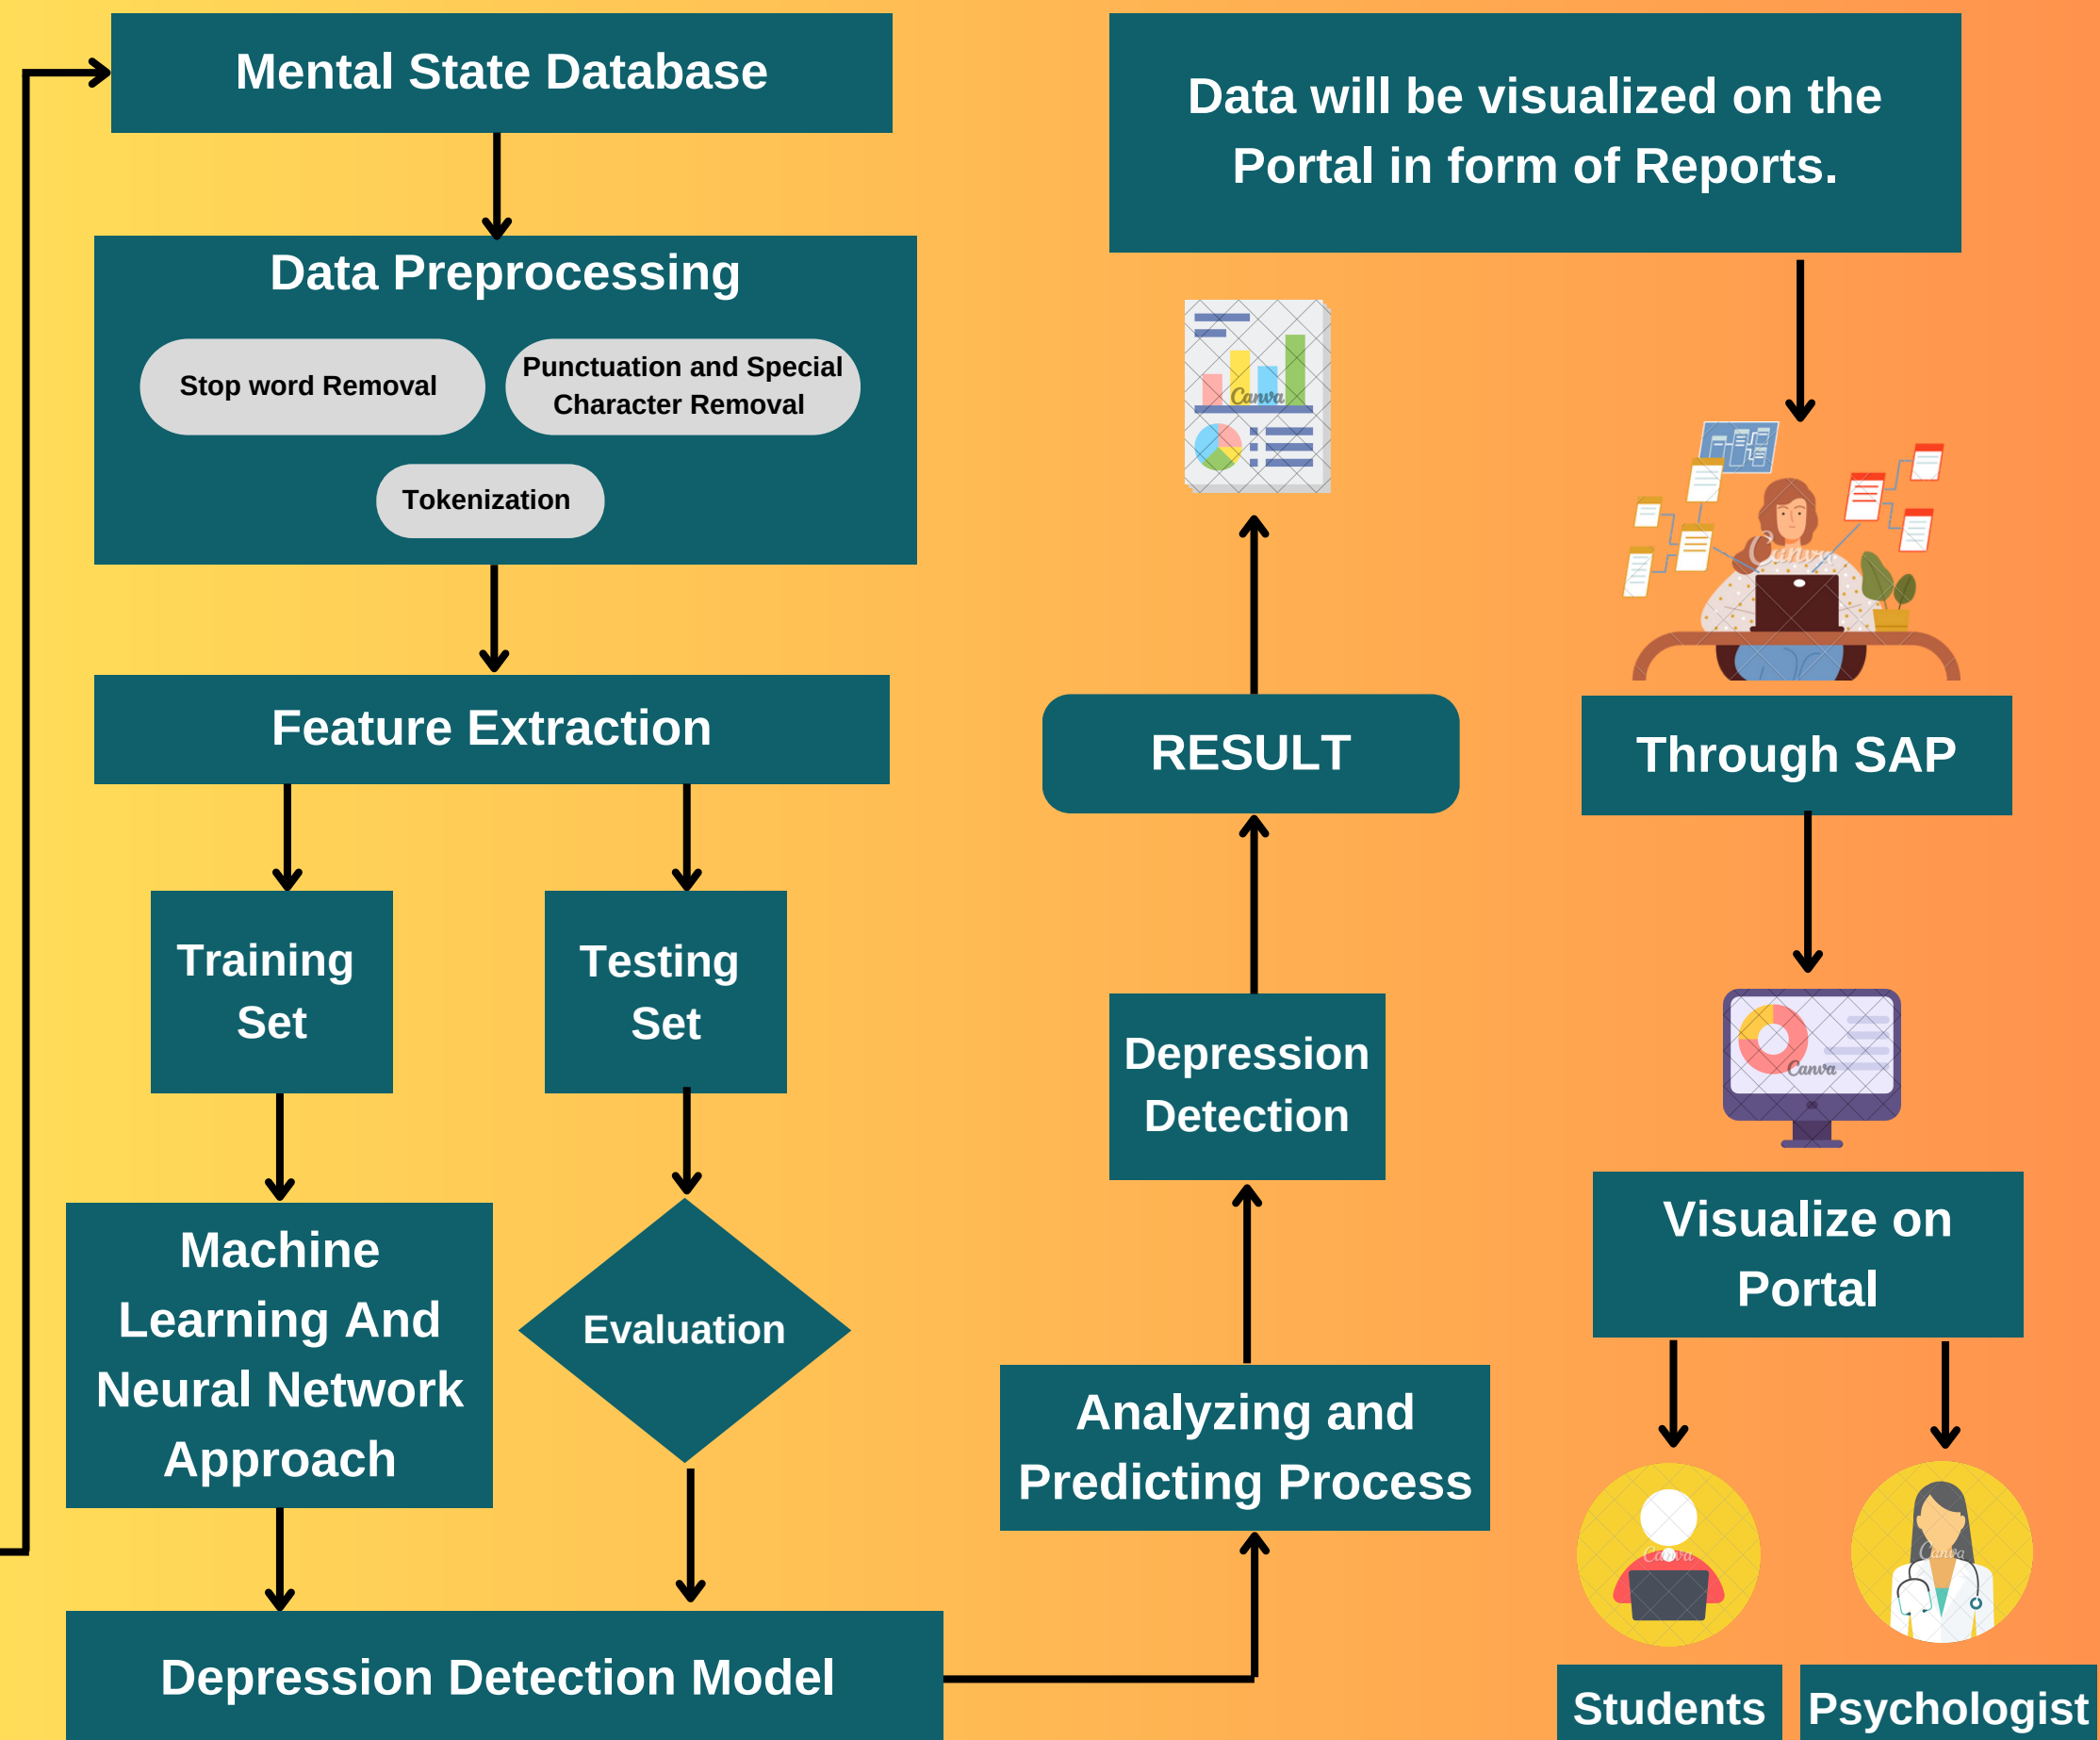 Mental State Database
Data Preprocessing
Stop word Removal
Punctuation and Special
Character Removal
Tokenization
Feature Extraction
Training
Set
Testing
Set
Machine
Learning And
Neural Network
Approach
Evaluation
Depression Detection Model
Analyzing and
Predicting Process
Depression
Detection
RESULT
Canva
Data will be visualized on the
Portal in form of Reports.
Canva
Through SAP
Canva
Visualize on
Portal
Canva
Canva
Students
Psychologist